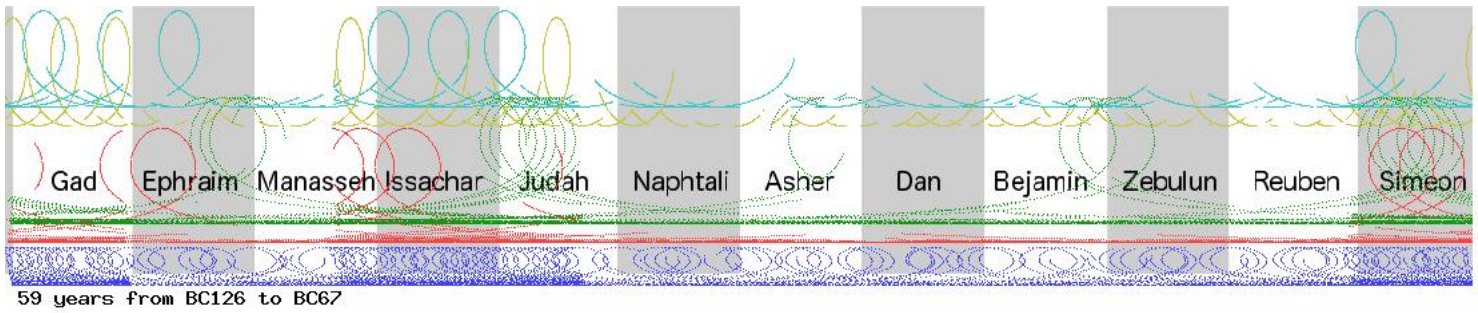 Gad Ephraim Manasseh Issachar Judah Naphtali Asher Dan Bejamin Zebulun Reuben Simeon
59 years from BC126 to BC67